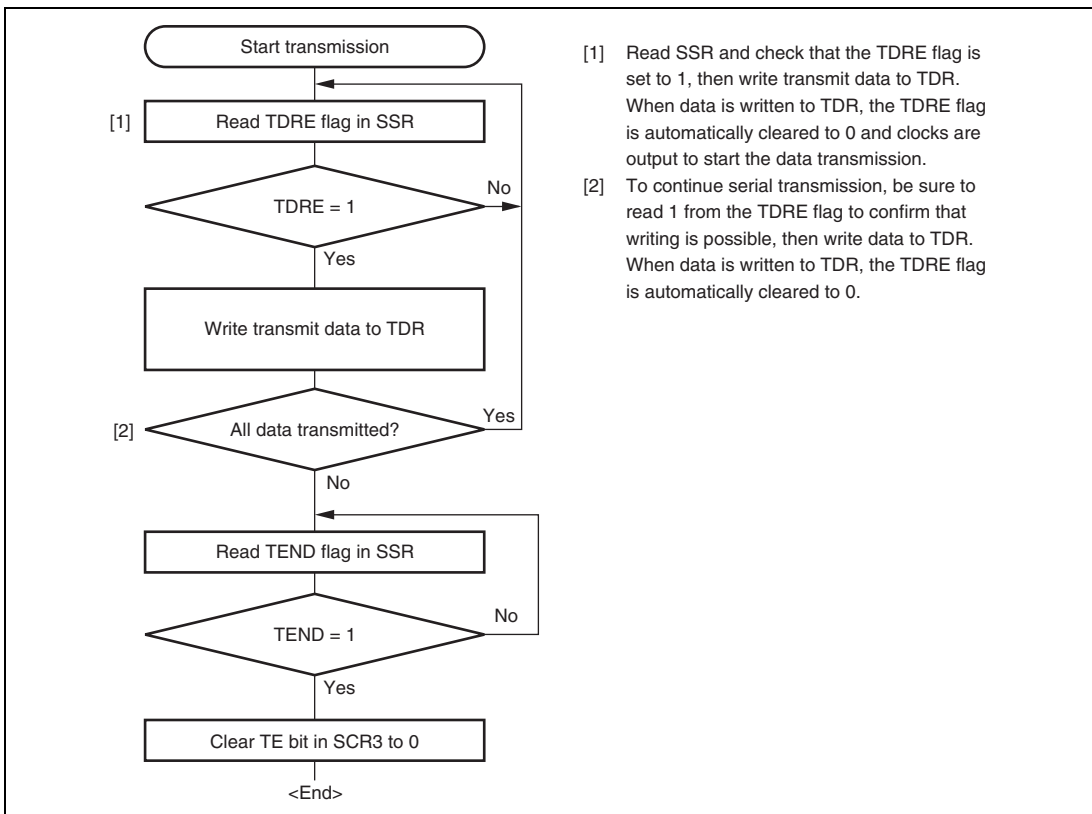 Start transmission
[1] Read TDRE flag in SSR
TDRE = 1
No
Yes
Write transmit data to TDR
[2] All data transmitted?
Yes
No
Read TEND flag in SSR
TEND = 1
No
Yes
Clear TE bit in SCR3 to 0
<End>
[1] Read SSR and check that the TDRE flag is
set to 1, then write transmit data to TDR.
When data is written to TDR, the TDRE flag
is automatically cleared to 0 and clocks are
output to start the data transmission.
[2] To continue serial transmission, be sure to
read 1 from the TDRE flag to confirm that
writing is possible, then write data to TDR.
When data is written to TDR, the TDRE flag
is automatically cleared to 0.